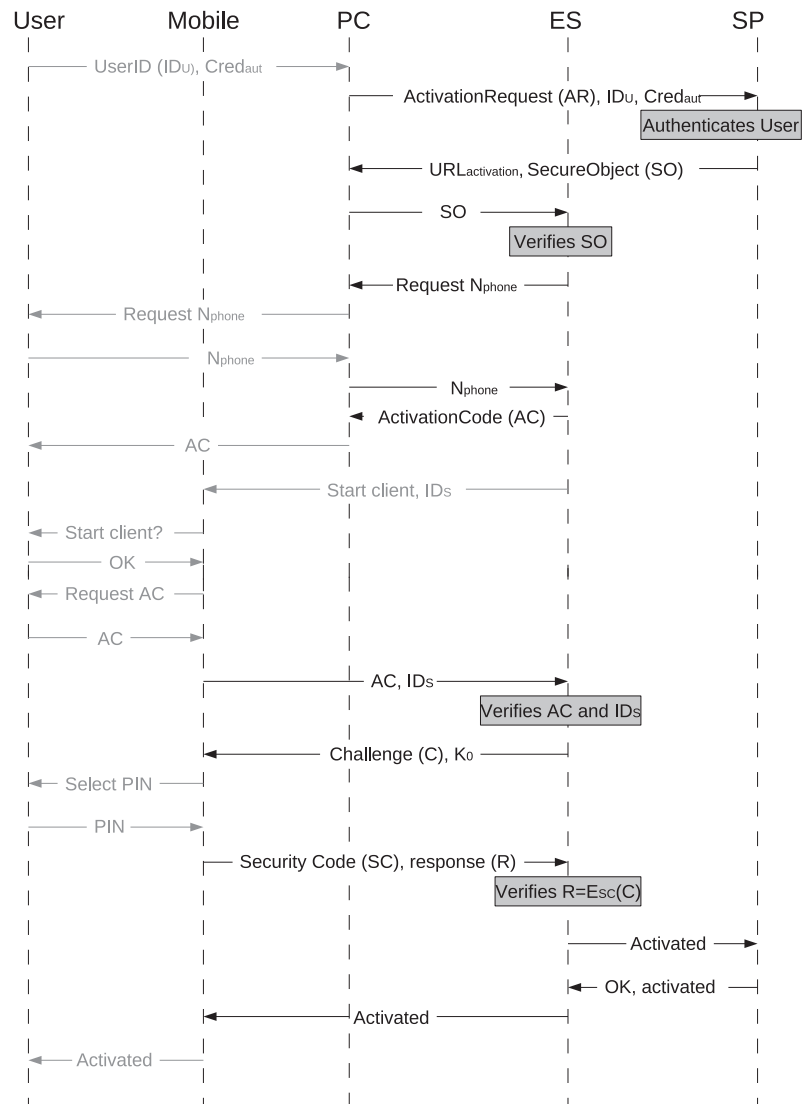 User Mobile PC ES SP
UserID (IDU), Credaut
ActivationRequest (AR), IDU, Credaut
Authenticates User
URLactivation, SecureObject (SO)
SO
Verifies SO
Request Nphone
Request Nphone
Nphone
Nphone
ActivationCode (AC)
AC
Start client, IDS
Start client?
OK
Request AC
AC
AC, IDS
Verifies AC and IDS
Challenge (C), K0
Select PIN
PIN
Security Code (SC), response (R)
Verifies R=ESC(C)
Activated
OK, activated
Activated
Activated